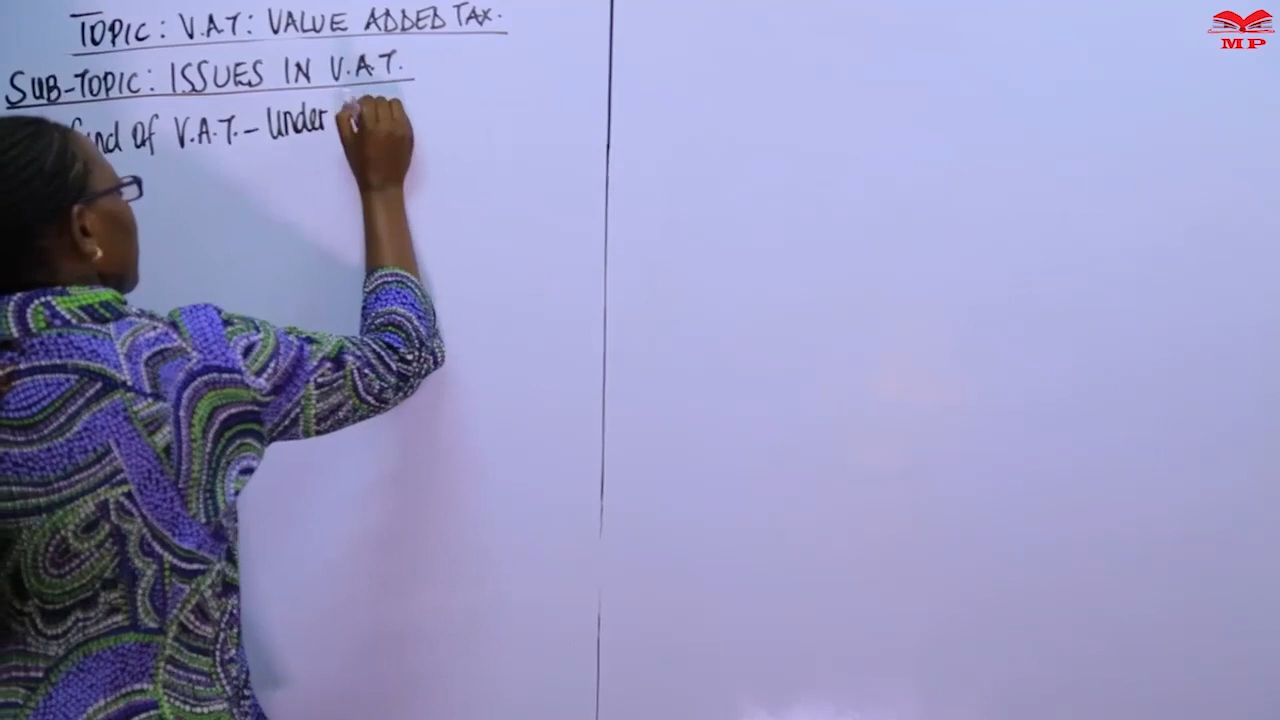 TOPIC: V.A.T: VALUE ADDED TAX.
SUB-TOPIC: ISSUES IN V.A.T.
of V.A.T. - Under
MP